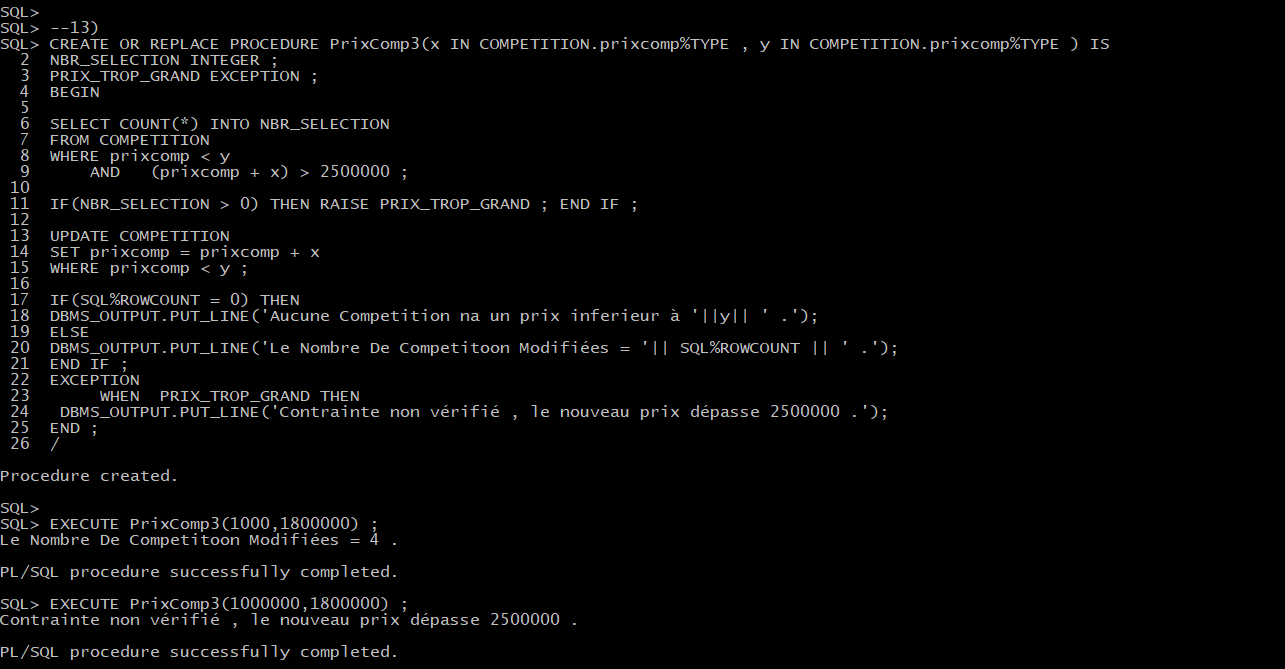 SQL>
SQL> --13)
SQL> CREATE OR REPLACE PROCEDURE PrixComp3(x IN COMPETITION.prixcomp%TYPE , y IN COMPETITION.prixcomp%TYPE ) IS
  2  NBR_SELECTION INTEGER ;
  3  PRIX_TROP_GRAND EXCEPTION ;
  4  BEGIN
  5
  6  SELECT COUNT(*) INTO NBR_SELECTION
  7  FROM COMPETITION
  8  WHERE prixcomp < y
  9      AND   (prixcomp + x) > 2500000 ;
 10
 11  IF(NBR_SELECTION > 0) THEN RAISE PRIX_TROP_GRAND ; END IF ;
 12
 13  UPDATE COMPETITION
 14  SET prixcomp = prixcomp + x
 15  WHERE prixcomp < y ;
 16
 17  IF(SQL%ROWCOUNT = 0) THEN
 18  DBMS_OUTPUT.PUT_LINE('Aucune Competition na un prix inferieur à '||y|| ' .');
 19  ELSE
 20  DBMS_OUTPUT.PUT_LINE('Le Nombre De Competitoon Modifiées = '|| SQL%ROWCOUNT || ' .');
 21  END IF ;
 22  EXCEPTION
 23       WHEN  PRIX_TROP_GRAND THEN
 24   DBMS_OUTPUT.PUT_LINE('Contrainte non vérifié , le nouveau prix dépasse 2500000 .');
 25  END ;
 26  /
Procedure created.
SQL>
SQL> EXECUTE PrixComp3(1000,1800000) ;
Le Nombre De Competitoon Modifiées = 4 .
PL/SQL procedure successfully completed.
SQL> EXECUTE PrixComp3(1000000,1800000) ;
Contrainte non vérifié , le nouveau prix dépasse 2500000 .
PL/SQL procedure successfully completed.